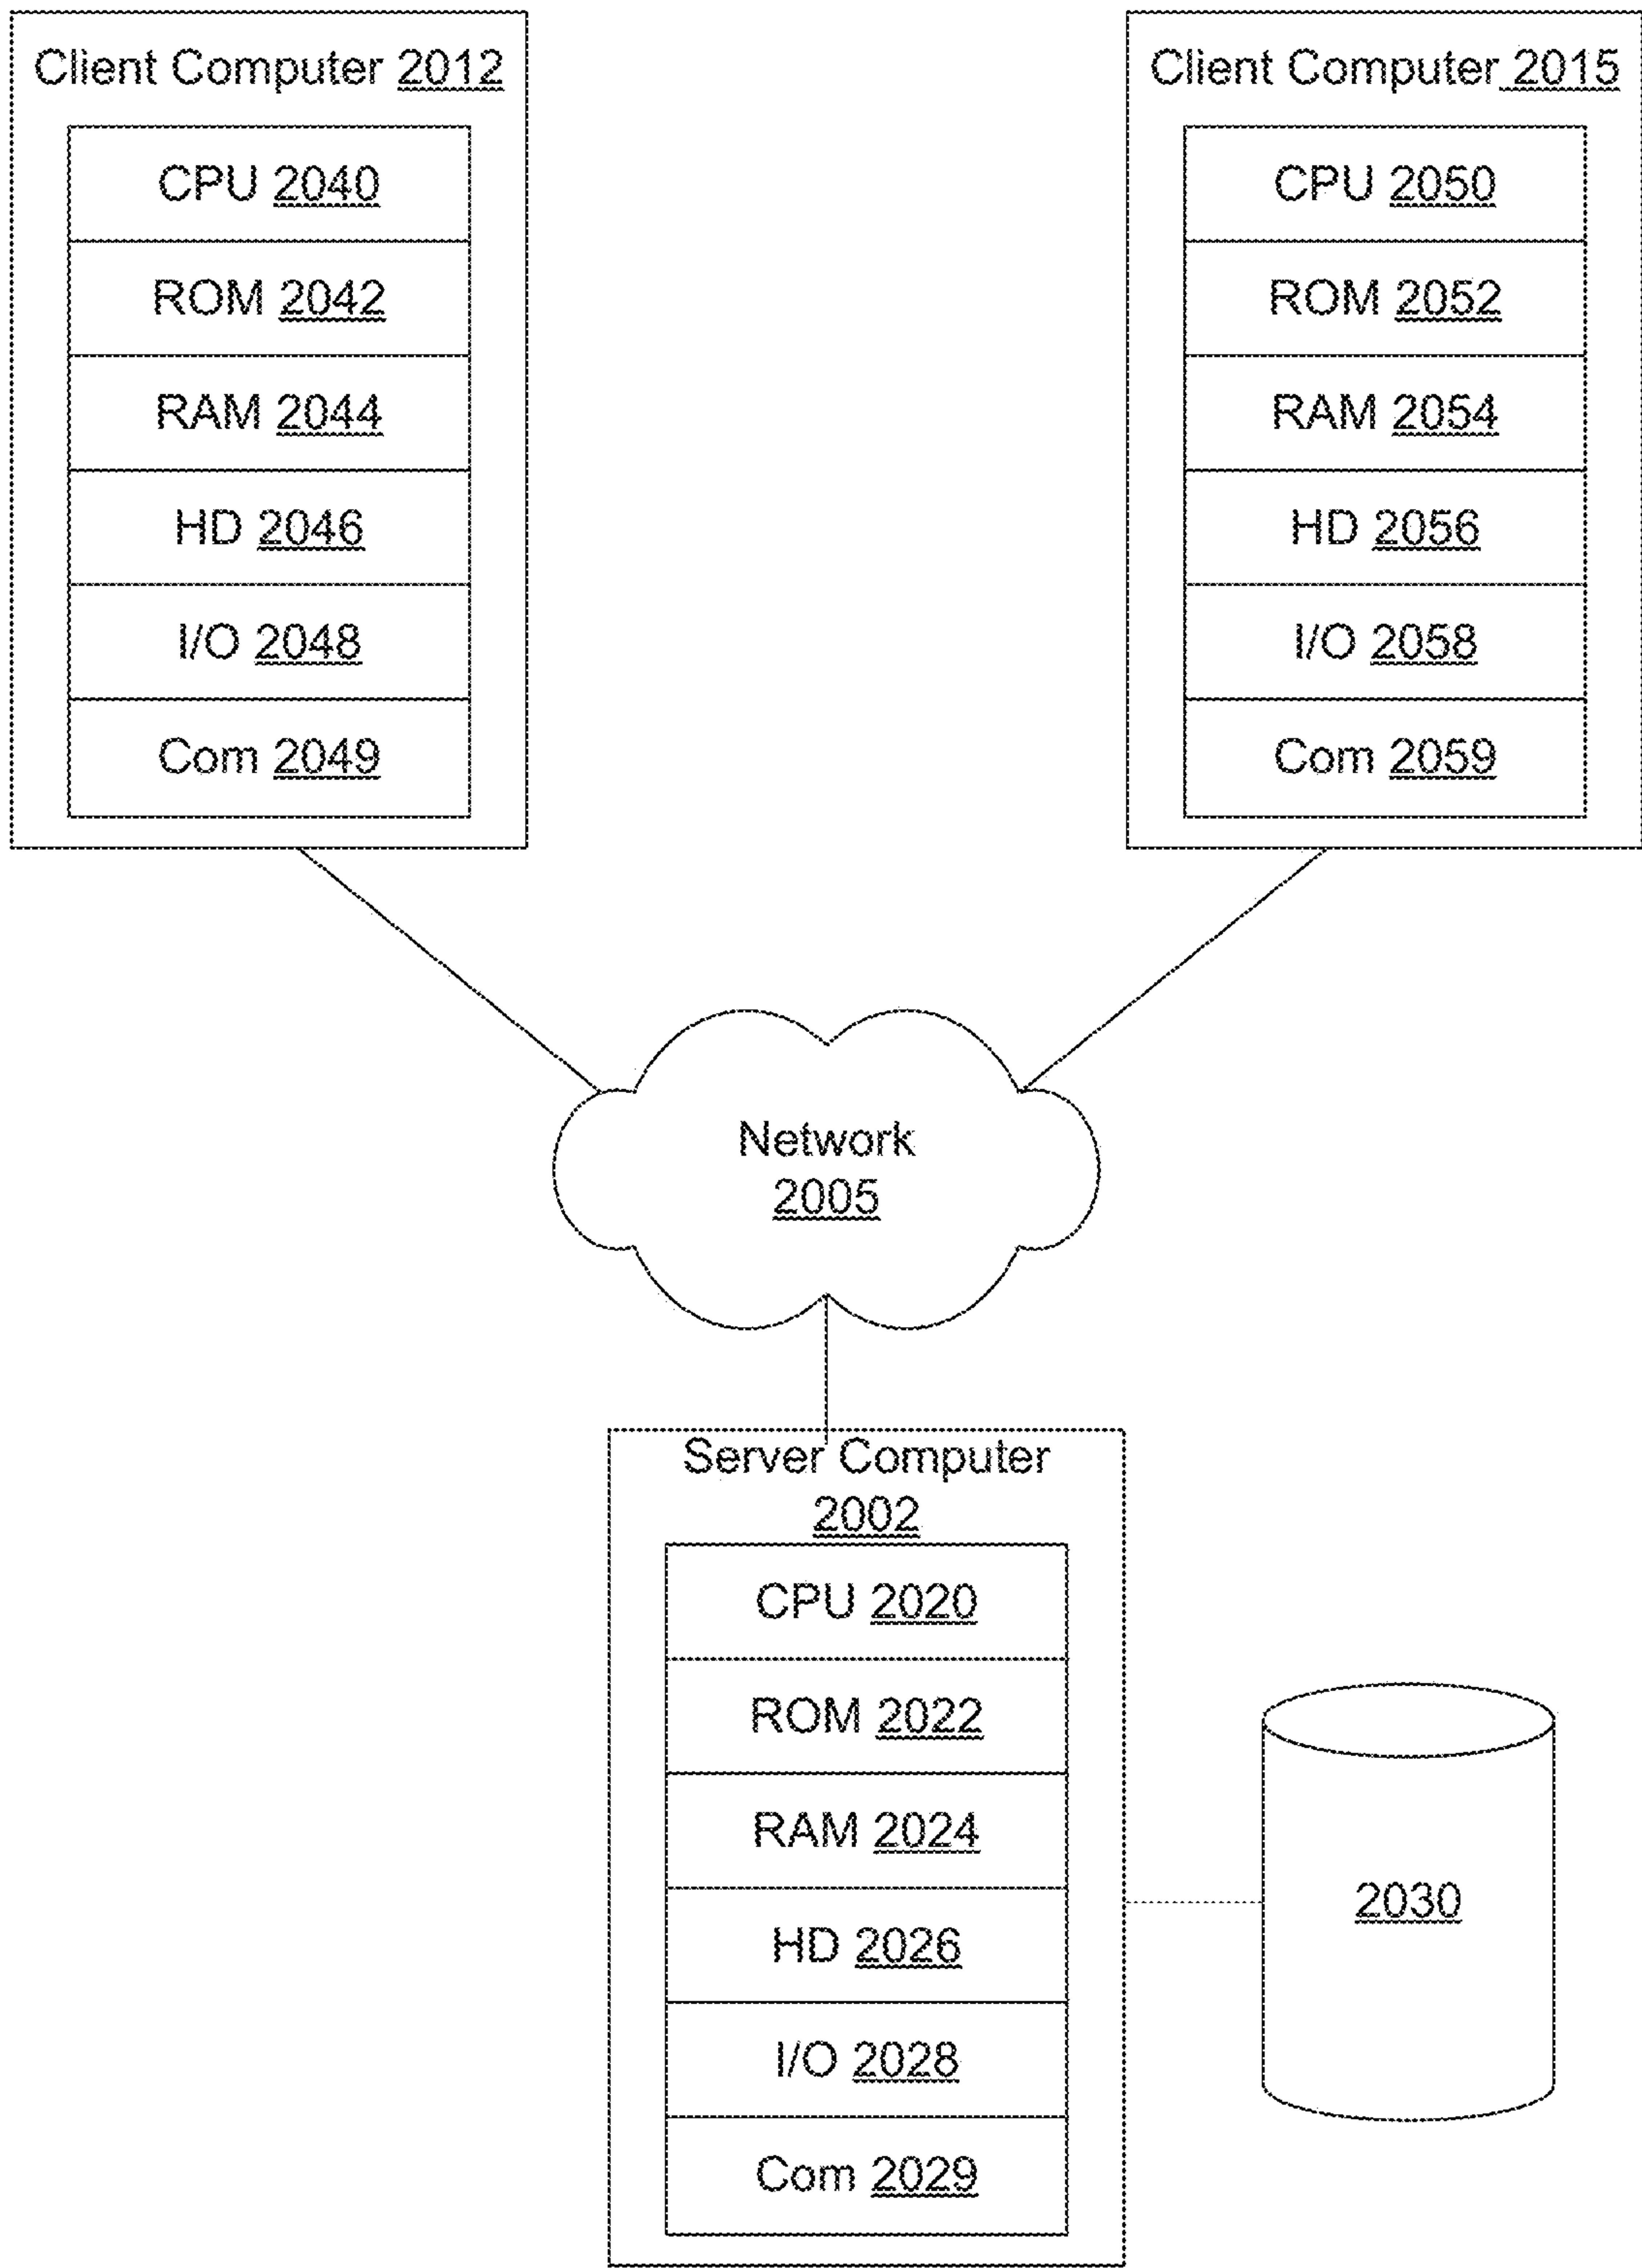 Client Computer 2012
CPU 2040
ROM 2042
RAM 2044
HD 2046
I/O 2048
Com 2049
Client Computer 2015
CPU 2050
ROM 2052
RAM 2054
HD 2056
I/O 2058
Com 2059
Network
2005
Server Computer
2002
CPU 2020
ROM 2022
RAM 2024
HD 2026
I/O 2028
Com 2029
2030